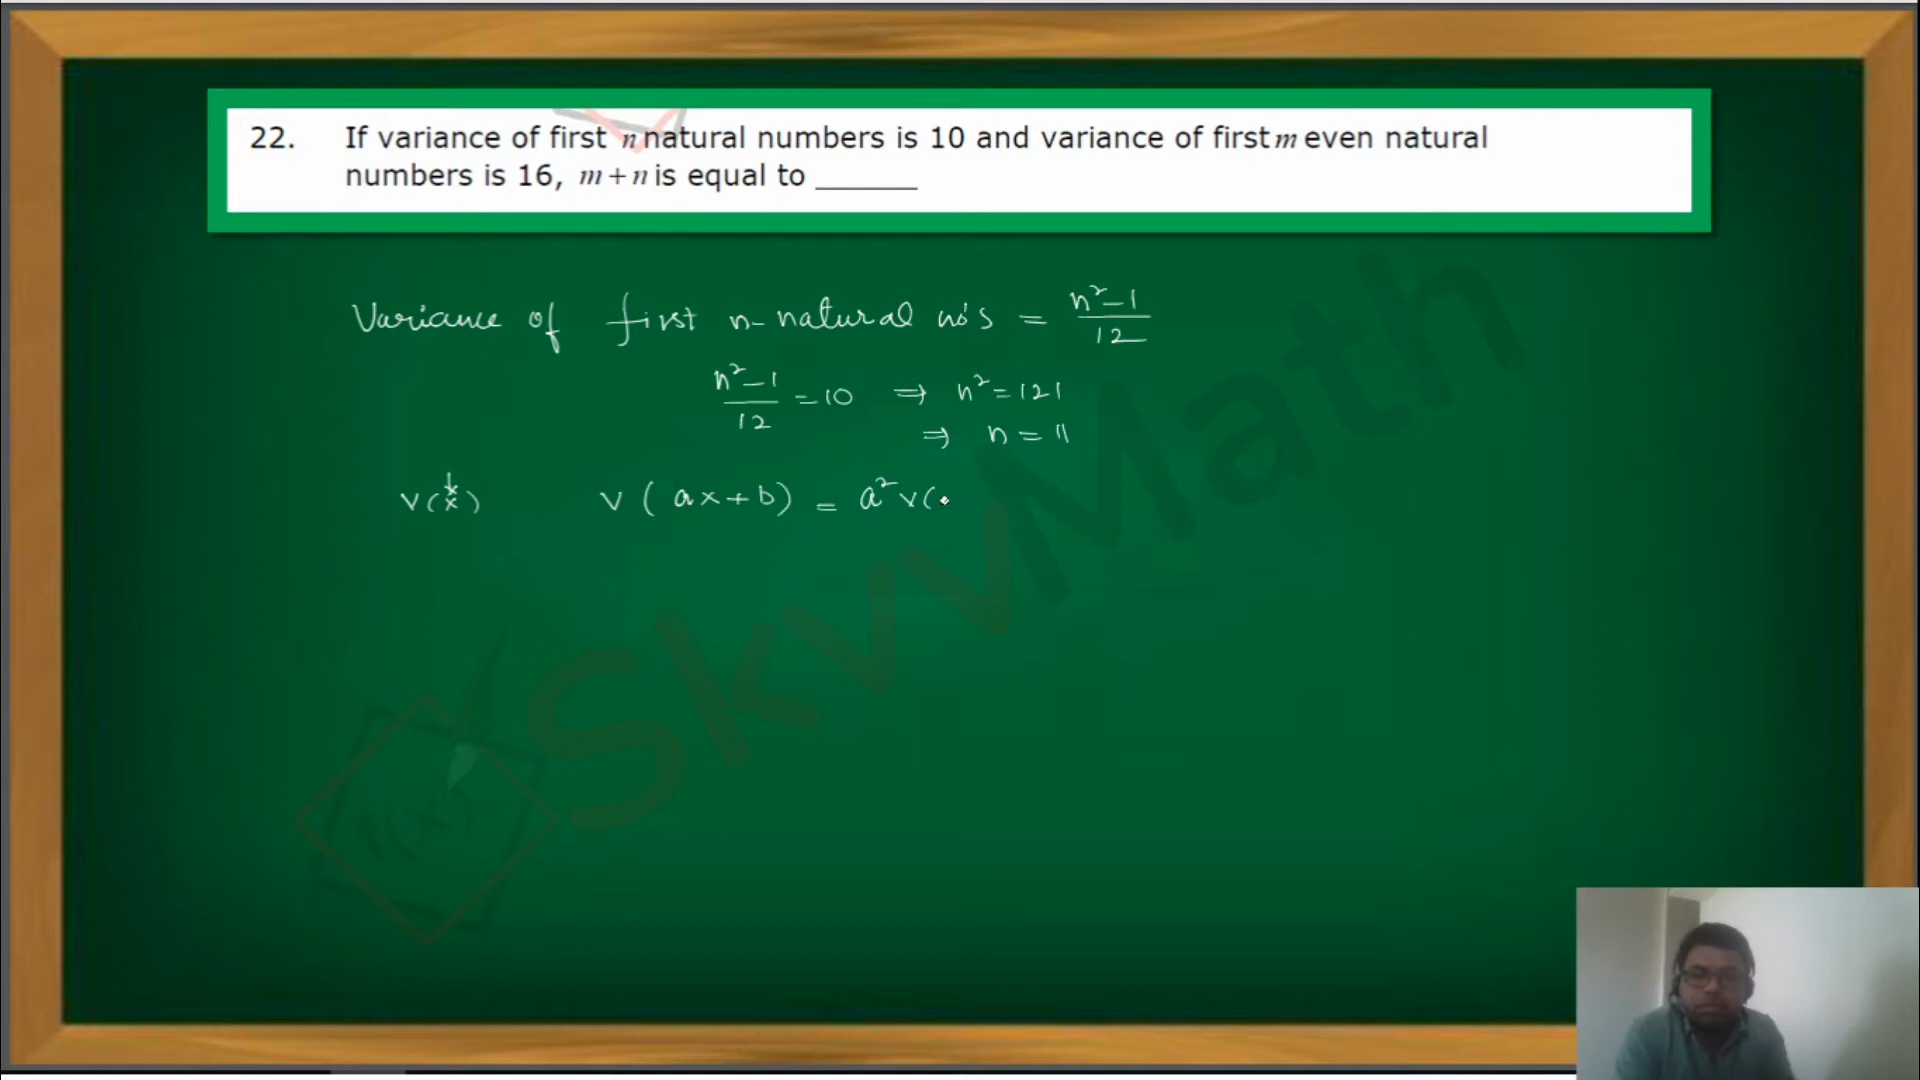 22. If variance of first n natural numbers is 10 and variance of first m even natural
numbers is 16, m+n is equal to ______
Variance of first n-natural no's = n²-1/12
n²-1/12 = 10 ⇒ n² = 121
⇒ n = 11
V( ) V(ax+b) = a² V(
SkvvMath